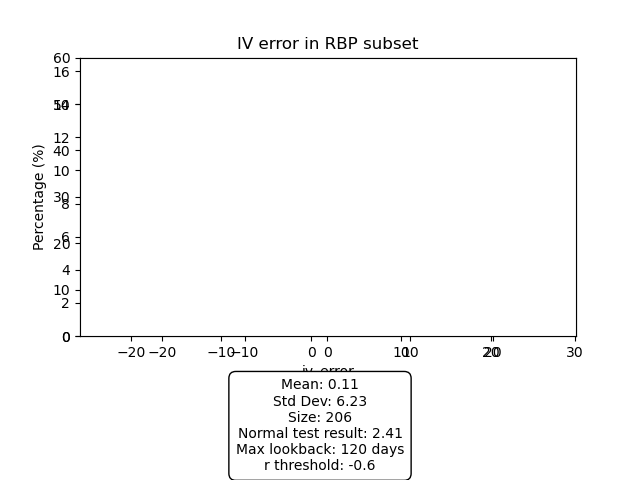 IV error in RBP subset
60
16
50
14
12
40
10
30
8
6
20
4
10
2
0
Percentage (%)
−20 −20 −10 −10 0 0 10 10 20 20 30
iv_error
Mean: 0.11
Std Dev: 6.23
Size: 206
Normal test result: 2.41
Max lookback: 120 days
r threshold: -0.6